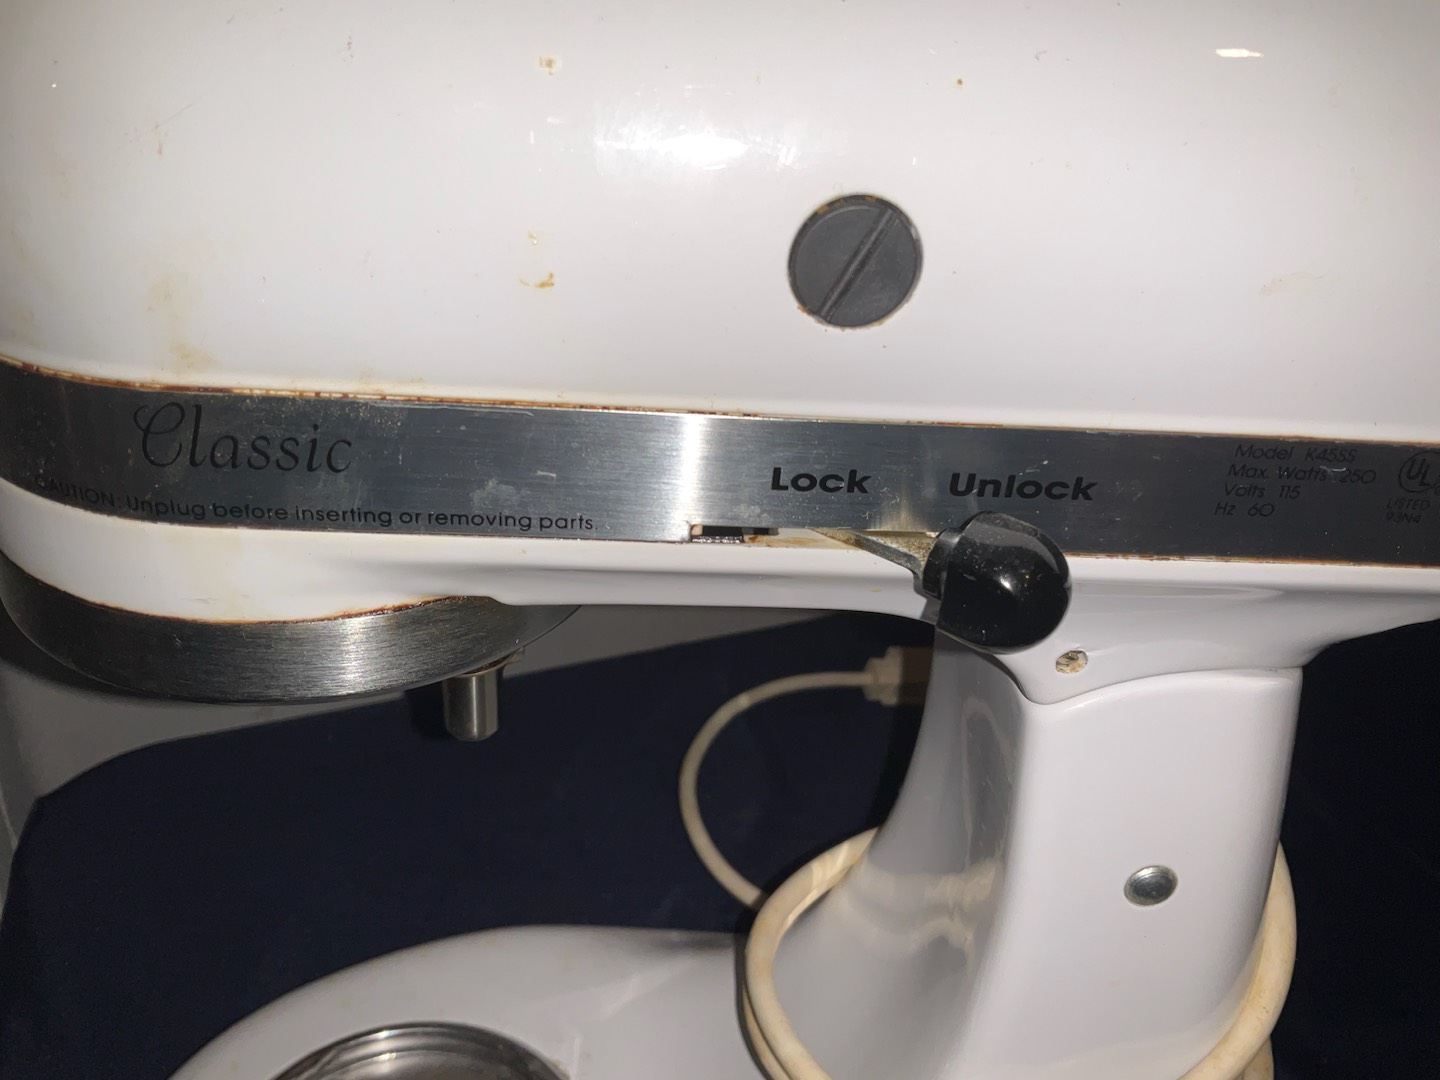 Classic
CAUTION: Unplug before inserting or removing parts.
Lock Unlock
Model K45SS
Max. Watts 250
Volts 115
Hz 60
UL
LISTED
93N4